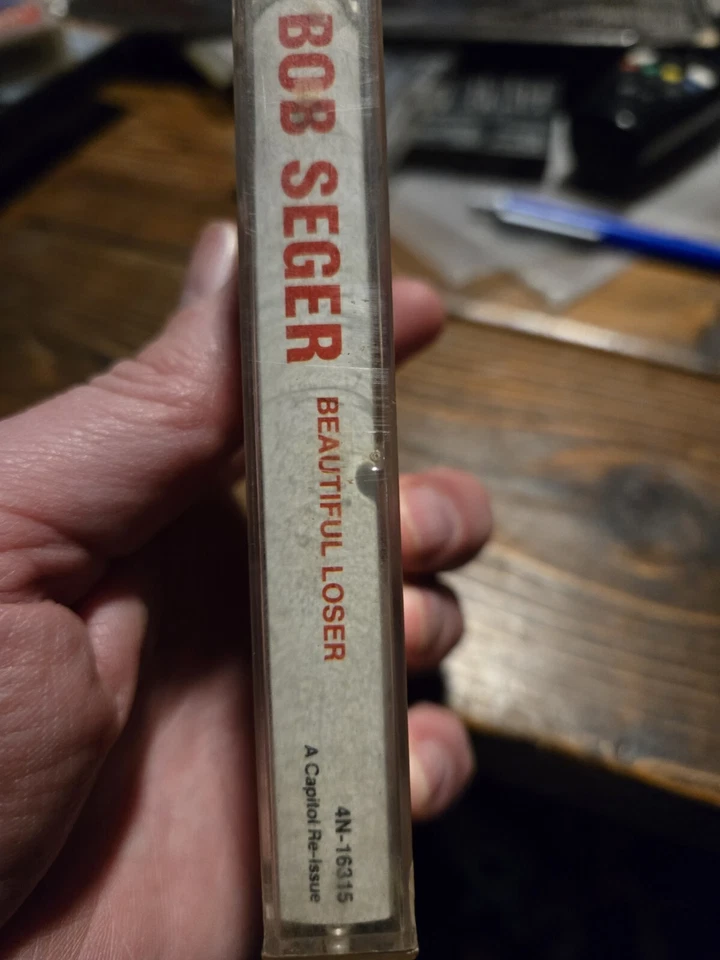 BOB SEGER
BEAUTIFUL LOSER
4N-16315
A Capitol Re-Issue